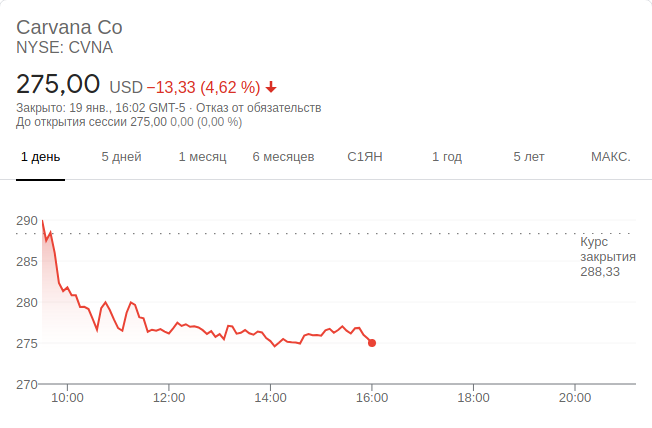 Carvana Co
NYSE: CVNA
275,00 USD −13,33 (4,62 %)
Закрыто: 19 янв., 16:02 GMT-5 · Отказ от обязательств
До открытия сессии 275,00 0,00 (0,00 %)
1 день 5 дней 1 месяц 6 месяцев С1ЯН 1 год 5 лет МАКС.
290
Курс
закрытия
288,33
285
280
275
270
10:00 12:00 14:00 16:00 18:00 20:00